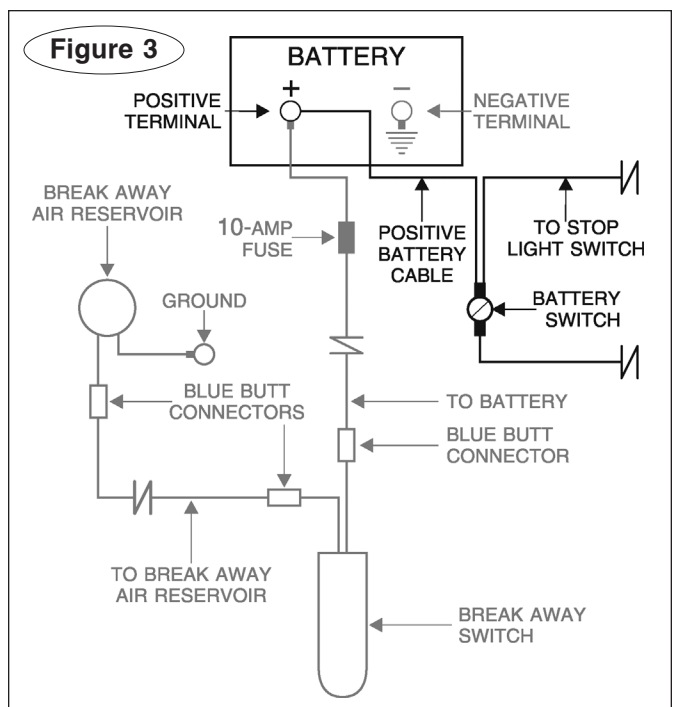 Figure 3
BATTERY
+
−
POSITIVE
TERMINAL
NEGATIVE
TERMINAL
BREAK AWAY
AIR RESERVOIR
10-AMP
FUSE
POSITIVE
BATTERY
CABLE
TO STOP
LIGHT SWITCH
GROUND
BATTERY
SWITCH
BLUE BUTT
CONNECTORS
TO BATTERY
BLUE BUTT
CONNECTOR
TO BREAK AWAY
AIR RESERVOIR
BREAK AWAY
SWITCH